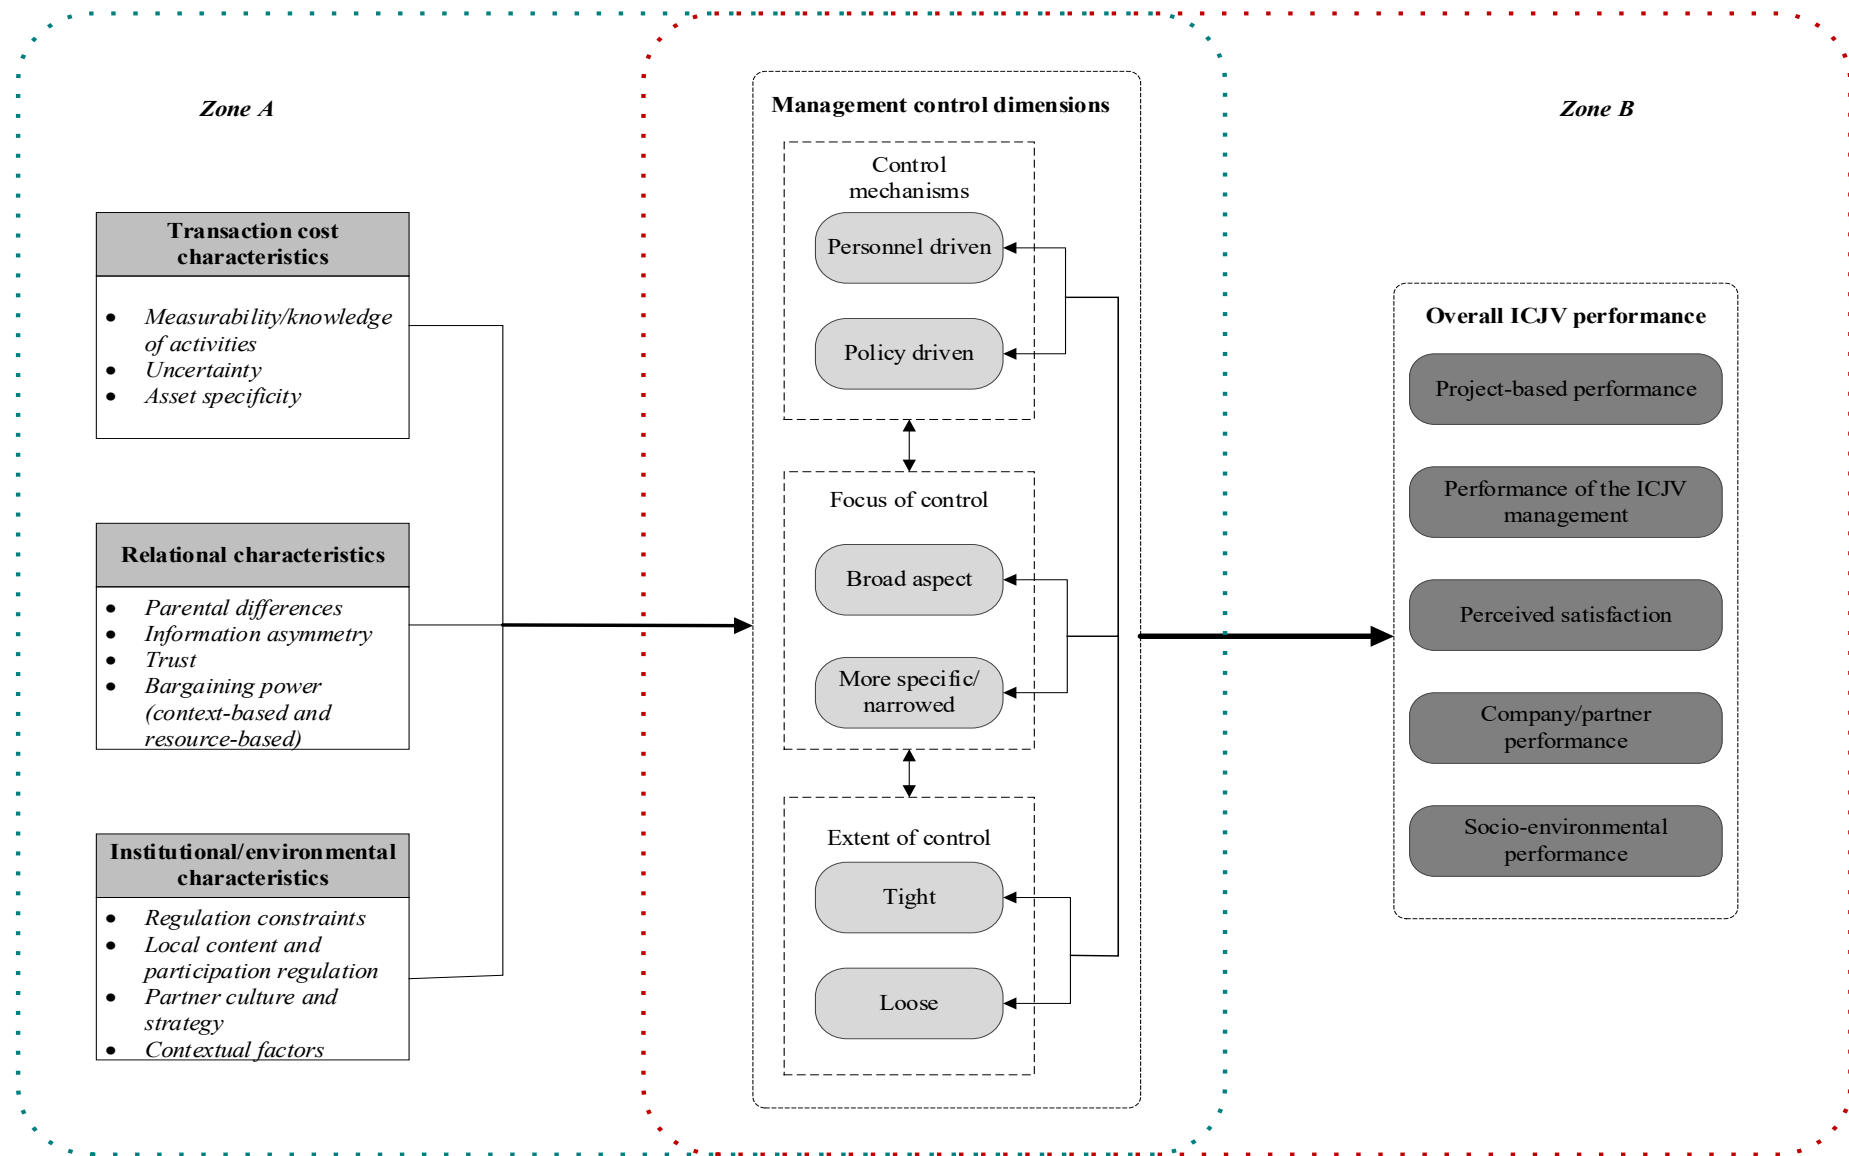 Zone A
Transaction cost
characteristics
• Measurability/knowledge
of activities
• Uncertainty
• Asset specificity
Relational characteristics
• Parental differences
• Information asymmetry
• Trust
• Bargaining power
(context-based and
resource-based)
Institutional/environmental
characteristics
• Regulation constraints
• Local content and
participation regulation
• Partner culture and
strategy
• Contextual factors
Management control dimensions
Control
mechanisms
Personnel driven
Policy driven
Focus of control
Broad aspect
More specific/
narrowed
Extent of control
Tight
Loose
Zone B
Overall ICJV performance
Project-based performance
Performance of the ICJV
management
Perceived satisfaction
Company/partner
performance
Socio-environmental
performance